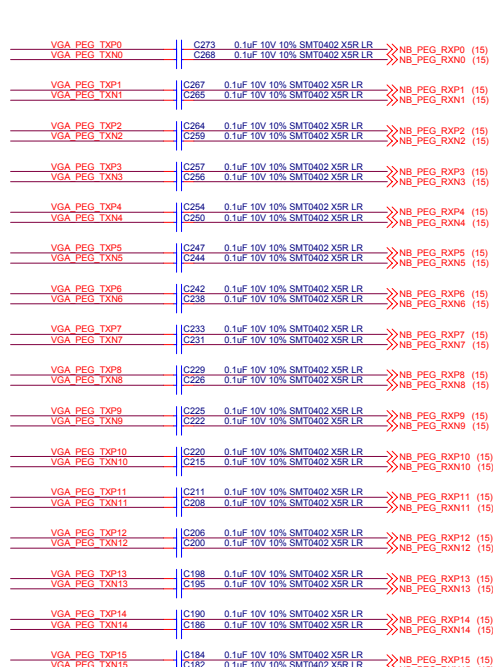 VGA_PEG_TXP0 C273 0.1uF 10V 10% SMT0402 X5R LR NB_PEG_RXP0 (15)
VGA_PEG_TXN0 C268 0.1uF 10V 10% SMT0402 X5R LR NB_PEG_RXN0 (15)
VGA_PEG_TXP1 C267 0.1uF 10V 10% SMT0402 X5R LR NB_PEG_RXP1 (15)
VGA_PEG_TXN1 C265 0.1uF 10V 10% SMT0402 X5R LR NB_PEG_RXN1 (15)
VGA_PEG_TXP2 C264 0.1uF 10V 10% SMT0402 X5R LR NB_PEG_RXP2 (15)
VGA_PEG_TXN2 C259 0.1uF 10V 10% SMT0402 X5R LR NB_PEG_RXN2 (15)
VGA_PEG_TXP3 C257 0.1uF 10V 10% SMT0402 X5R LR NB_PEG_RXP3 (15)
VGA_PEG_TXN3 C256 0.1uF 10V 10% SMT0402 X5R LR NB_PEG_RXN3 (15)
VGA_PEG_TXP4 C254 0.1uF 10V 10% SMT0402 X5R LR NB_PEG_RXP4 (15)
VGA_PEG_TXN4 C250 0.1uF 10V 10% SMT0402 X5R LR NB_PEG_RXN4 (15)
VGA_PEG_TXP5 C247 0.1uF 10V 10% SMT0402 X5R LR NB_PEG_RXP5 (15)
VGA_PEG_TXN5 C244 0.1uF 10V 10% SMT0402 X5R LR NB_PEG_RXN5 (15)
VGA_PEG_TXP6 C242 0.1uF 10V 10% SMT0402 X5R LR NB_PEG_RXP6 (15)
VGA_PEG_TXN6 C238 0.1uF 10V 10% SMT0402 X5R LR NB_PEG_RXN6 (15)
VGA_PEG_TXP7 C233 0.1uF 10V 10% SMT0402 X5R LR NB_PEG_RXP7 (15)
VGA_PEG_TXN7 C231 0.1uF 10V 10% SMT0402 X5R LR NB_PEG_RXN7 (15)
VGA_PEG_TXP8 C229 0.1uF 10V 10% SMT0402 X5R LR NB_PEG_RXP8 (15)
VGA_PEG_TXN8 C226 0.1uF 10V 10% SMT0402 X5R LR NB_PEG_RXN8 (15)
VGA_PEG_TXP9 C225 0.1uF 10V 10% SMT0402 X5R LR NB_PEG_RXP9 (15)
VGA_PEG_TXN9 C222 0.1uF 10V 10% SMT0402 X5R LR NB_PEG_RXN9 (15)
VGA_PEG_TXP10 C220 0.1uF 10V 10% SMT0402 X5R LR NB_PEG_RXP10 (15)
VGA_PEG_TXN10 C215 0.1uF 10V 10% SMT0402 X5R LR NB_PEG_RXN10 (15)
VGA_PEG_TXP11 C211 0.1uF 10V 10% SMT0402 X5R LR NB_PEG_RXP11 (15)
VGA_PEG_TXN11 C208 0.1uF 10V 10% SMT0402 X5R LR NB_PEG_RXN11 (15)
VGA_PEG_TXP12 C206 0.1uF 10V 10% SMT0402 X5R LR NB_PEG_RXP12 (15)
VGA_PEG_TXN12 C200 0.1uF 10V 10% SMT0402 X5R LR NB_PEG_RXN12 (15)
VGA_PEG_TXP13 C198 0.1uF 10V 10% SMT0402 X5R LR NB_PEG_RXP13 (15)
VGA_PEG_TXN13 C195 0.1uF 10V 10% SMT0402 X5R LR NB_PEG_RXN13 (15)
VGA_PEG_TXP14 C190 0.1uF 10V 10% SMT0402 X5R LR NB_PEG_RXP14 (15)
VGA_PEG_TXN14 C186 0.1uF 10V 10% SMT0402 X5R LR NB_PEG_RXN14 (15)
VGA_PEG_TXP15 C184 0.1uF 10V 10% SMT0402 X5R LR NB_PEG_RXP15 (15)
VGA_PEG_TXN15 C182 0.1uF 10V 10% SMT0402 X5R LR